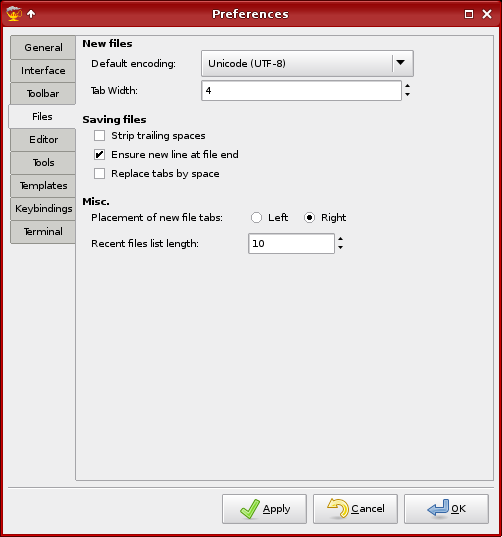 Preferences
General
Interface
Toolbar
Files
Editor
Tools
Templates
Keybindings
Terminal
New files
Default encoding: Unicode (UTF-8)
Tab Width: 4
Saving files
Strip trailing spaces
Ensure new line at file end
Replace tabs by space
Misc.
Placement of new file tabs: Left Right
Recent files list length: 10
Apply Cancel OK